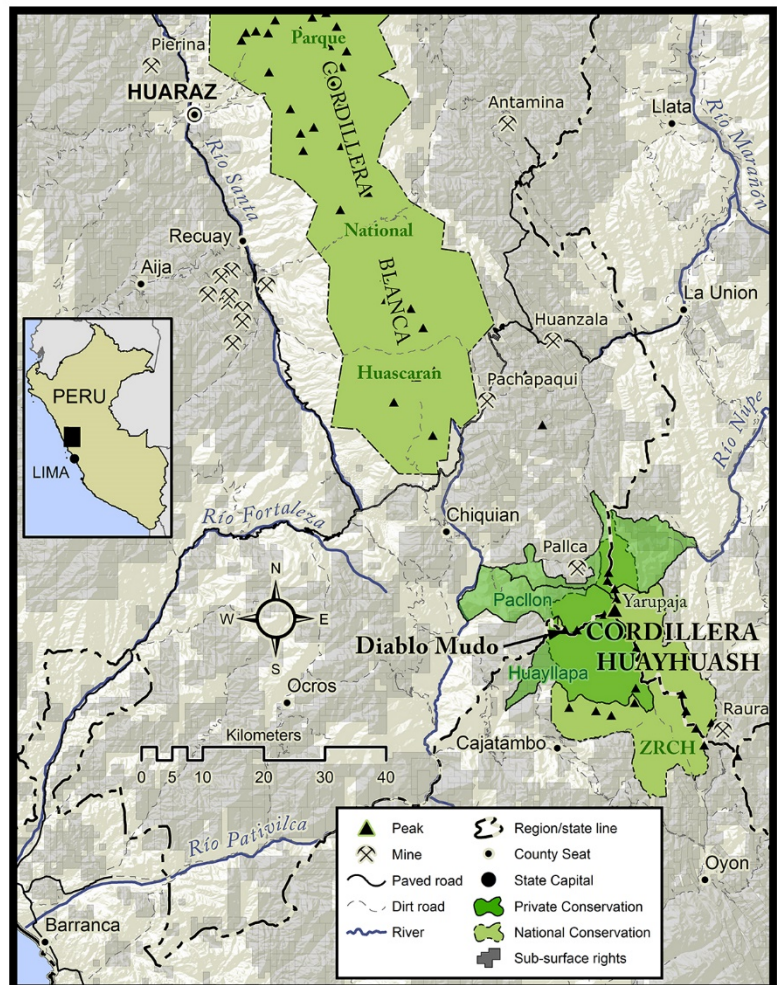 Parque
CORDILLERA
Pierina
HUARAZ
Antamina
Llata
Río Marañón
Río Santa
National
Recuay
Aija
BLANCA
La Union
Huanzala
Huascarán
Pachapaqui
PERU
LIMA
Río Nupe
Río Fortaleza
Chiquian
Pallca
Pacllon
Yarupaja
N
W E
S
Diablo Mudo
CORDILLERA
HUAYHUASH
Huayllapa
Ocros
Raura
Kilometers
Cajatambo
ZRCH
0 5 10 20 30 40
Río Pativilca
Oyon
Barranca
Peak
Mine
Paved road
Dirt road
River
Region/state line
County Seat
State Capital
Private Conservation
National Conservation
Sub-surface rights